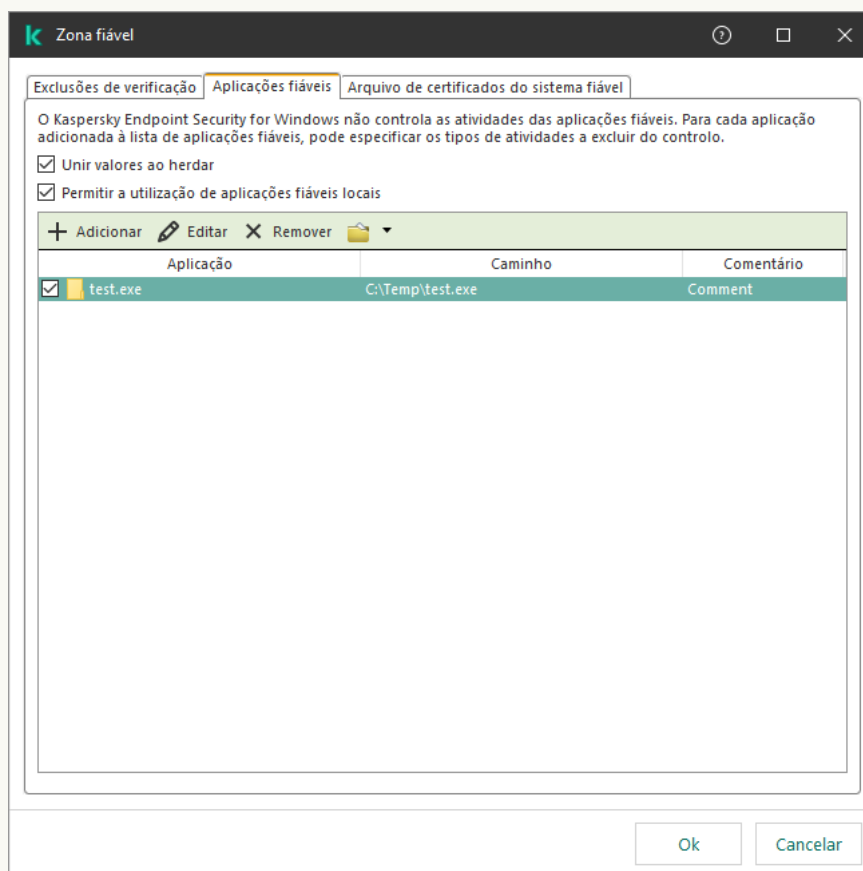 Zona fiável
Exclusões de verificação Aplicações fiáveis Arquivo de certificados do sistema fiável
O Kaspersky Endpoint Security for Windows não controla as atividades das aplicações fiáveis. Para cada aplicação
adicionada à lista de aplicações fiáveis, pode especificar os tipos de atividades a excluir do controlo.
Unir valores ao herdar
Permitir a utilização de aplicações fiáveis locais
Adicionar Editar Remover
Aplicação Caminho Comentário
test.exe C:\Temp\test.exe Comment
Ok Cancelar